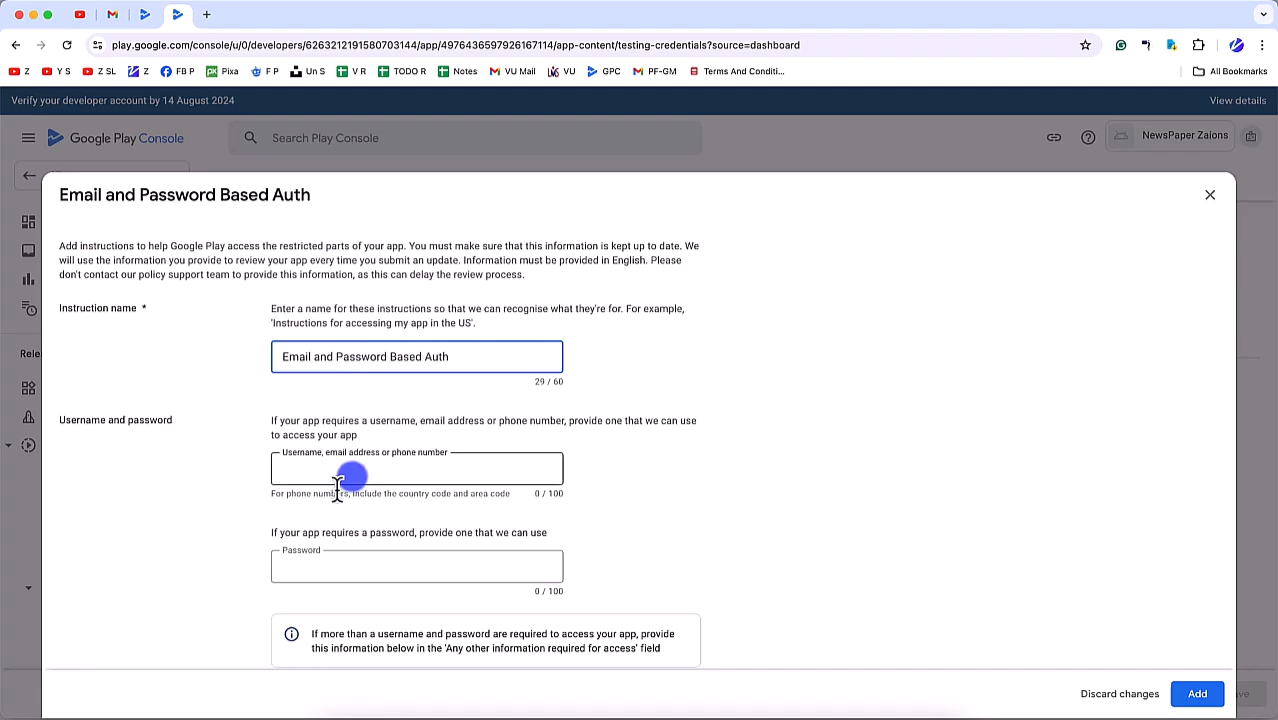 play.google.com/console/u/0/developers/6263212191580703144/app/4976436597926167114/app-content/testing-credentials?source=dashboard
Z Y S Z SL Z FB P Pixa F P Un S V R TODO R Notes VU Mail VU GPC PF-GM Terms And Conditi... All Bookmarks
Verify your developer account by 14 August 2024 View details
Google Play Console Search Play Console NewsPaper Zaions
Email and Password Based Auth
Add instructions to help Google Play access the restricted parts of your app. You must make sure that this information is kept up to date. We
will use the information you provide to review your app every time you submit an update. Information must be provided in English. Please
don't contact our policy support team to provide this information, as this can delay the review process.
Instruction name *
Enter a name for these instructions so that we can recognise what they're for. For example,
'Instructions for accessing my app in the US'.
Rele
Email and Password Based Auth
29 / 60
Username and password
If your app requires a username, email address or phone number, provide one that we can use
to access your app
Username, email address or phone number
For phone numbers, include the country code and area code 0 / 100
If your app requires a password, provide one that we can use
Password
0 / 100
If more than a username and password are required to access your app, provide
this information below in the 'Any other information required for access' field
Discard changes Add ve